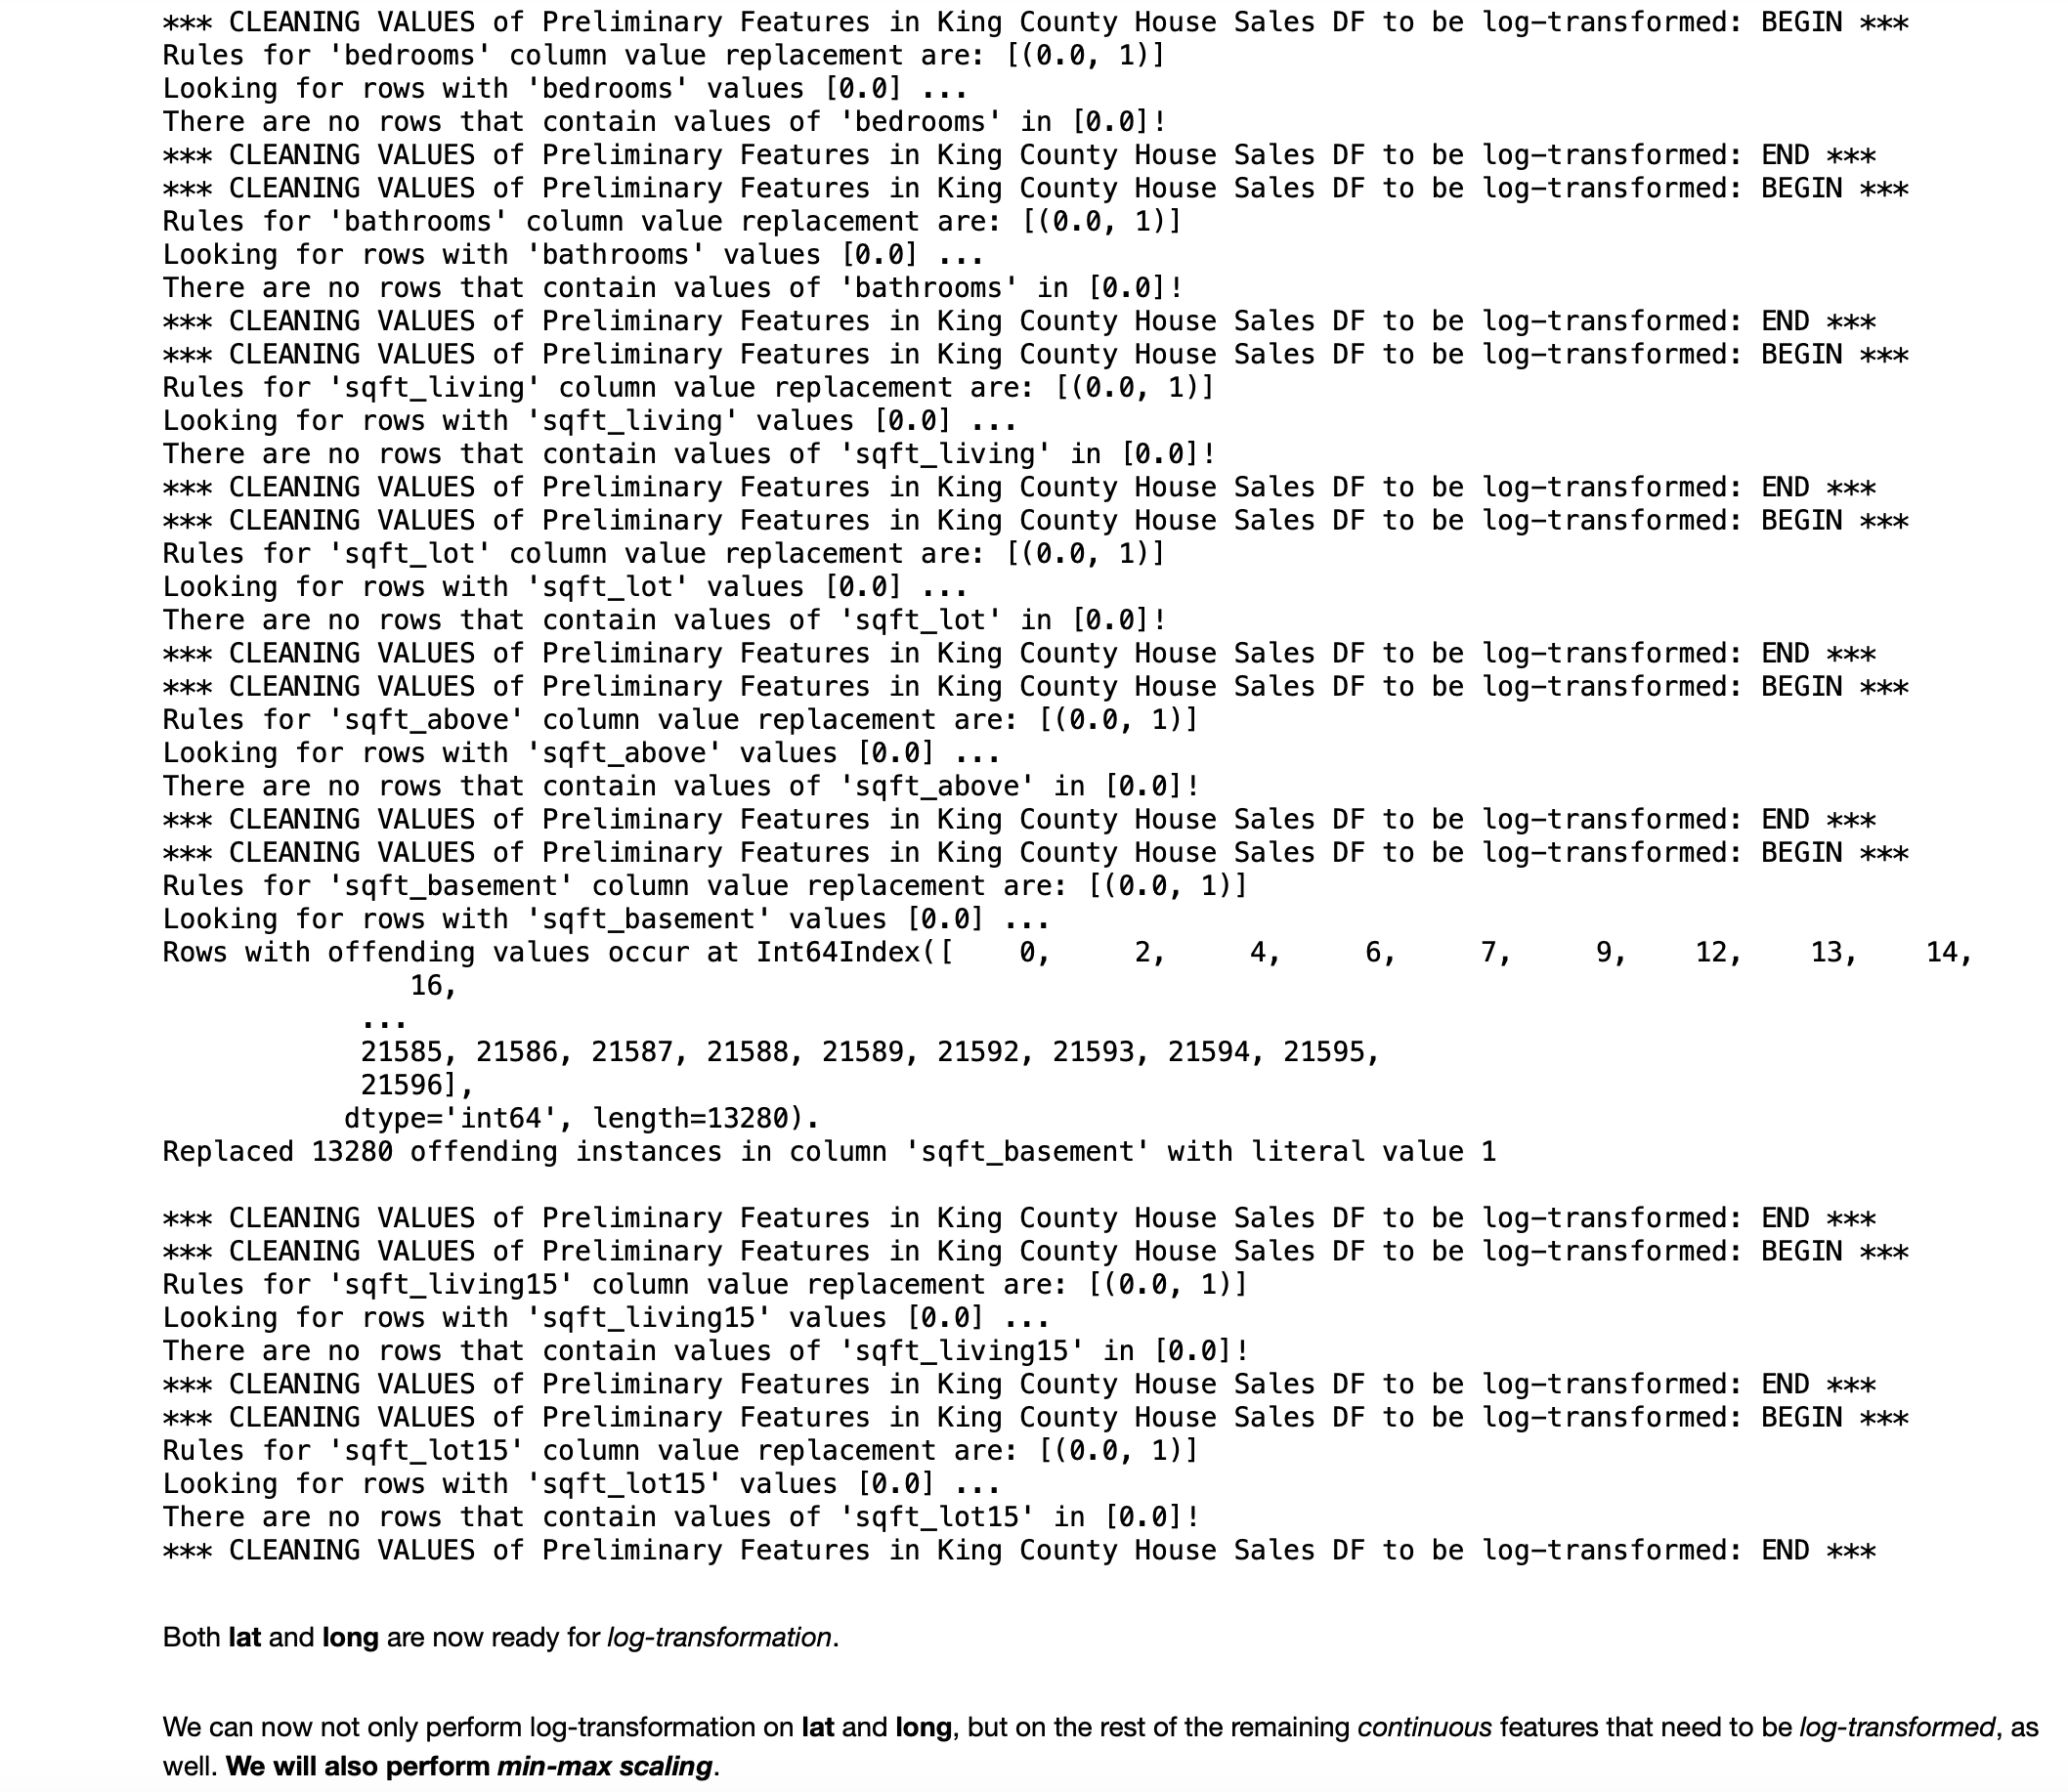 *** CLEANING VALUES of Preliminary Features in King County House Sales DF to be log-transformed: BEGIN ***
Rules for 'bedrooms' column value replacement are: [(0.0, 1)]
Looking for rows with 'bedrooms' values [0.0] ...
There are no rows that contain values of 'bedrooms' in [0.0]!
*** CLEANING VALUES of Preliminary Features in King County House Sales DF to be log-transformed: END ***
*** CLEANING VALUES of Preliminary Features in King County House Sales DF to be log-transformed: BEGIN ***
Rules for 'bathrooms' column value replacement are: [(0.0, 1)]
Looking for rows with 'bathrooms' values [0.0] ...
There are no rows that contain values of 'bathrooms' in [0.0]!
*** CLEANING VALUES of Preliminary Features in King County House Sales DF to be log-transformed: END ***
*** CLEANING VALUES of Preliminary Features in King County House Sales DF to be log-transformed: BEGIN ***
Rules for 'sqft_living' column value replacement are: [(0.0, 1)]
Looking for rows with 'sqft_living' values [0.0] ...
There are no rows that contain values of 'sqft_living' in [0.0]!
*** CLEANING VALUES of Preliminary Features in King County House Sales DF to be log-transformed: END ***
*** CLEANING VALUES of Preliminary Features in King County House Sales DF to be log-transformed: BEGIN ***
Rules for 'sqft_lot' column value replacement are: [(0.0, 1)]
Looking for rows with 'sqft_lot' values [0.0] ...
There are no rows that contain values of 'sqft_lot' in [0.0]!
*** CLEANING VALUES of Preliminary Features in King County House Sales DF to be log-transformed: END ***
*** CLEANING VALUES of Preliminary Features in King County House Sales DF to be log-transformed: BEGIN ***
Rules for 'sqft_above' column value replacement are: [(0.0, 1)]
Looking for rows with 'sqft_above' values [0.0] ...
There are no rows that contain values of 'sqft_above' in [0.0]!
*** CLEANING VALUES of Preliminary Features in King County House Sales DF to be log-transformed: END ***
*** CLEANING VALUES of Preliminary Features in King County House Sales DF to be log-transformed: BEGIN ***
Rules for 'sqft_basement' column value replacement are: [(0.0, 1)]
Looking for rows with 'sqft_basement' values [0.0] ...
Rows with offending values occur at Int64Index([    0,     2,     4,     6,     7,     9,    12,    13,    14,
               16,
            ...
            21585, 21586, 21587, 21588, 21589, 21592, 21593, 21594, 21595,
            21596],
           dtype='int64', length=13280).
Replaced 13280 offending instances in column 'sqft_basement' with literal value 1
*** CLEANING VALUES of Preliminary Features in King County House Sales DF to be log-transformed: END ***
*** CLEANING VALUES of Preliminary Features in King County House Sales DF to be log-transformed: BEGIN ***
Rules for 'sqft_living15' column value replacement are: [(0.0, 1)]
Looking for rows with 'sqft_living15' values [0.0] ...
There are no rows that contain values of 'sqft_living15' in [0.0]!
*** CLEANING VALUES of Preliminary Features in King County House Sales DF to be log-transformed: END ***
*** CLEANING VALUES of Preliminary Features in King County House Sales DF to be log-transformed: BEGIN ***
Rules for 'sqft_lot15' column value replacement are: [(0.0, 1)]
Looking for rows with 'sqft_lot15' values [0.0] ...
There are no rows that contain values of 'sqft_lot15' in [0.0]!
*** CLEANING VALUES of Preliminary Features in King County House Sales DF to be log-transformed: END ***
Both lat and long are now ready for log-transformation.
We can now not only perform log-transformation on lat and long, but on the rest of the remaining continuous features that need to be log-transformed, as
well. We will also perform min-max scaling.